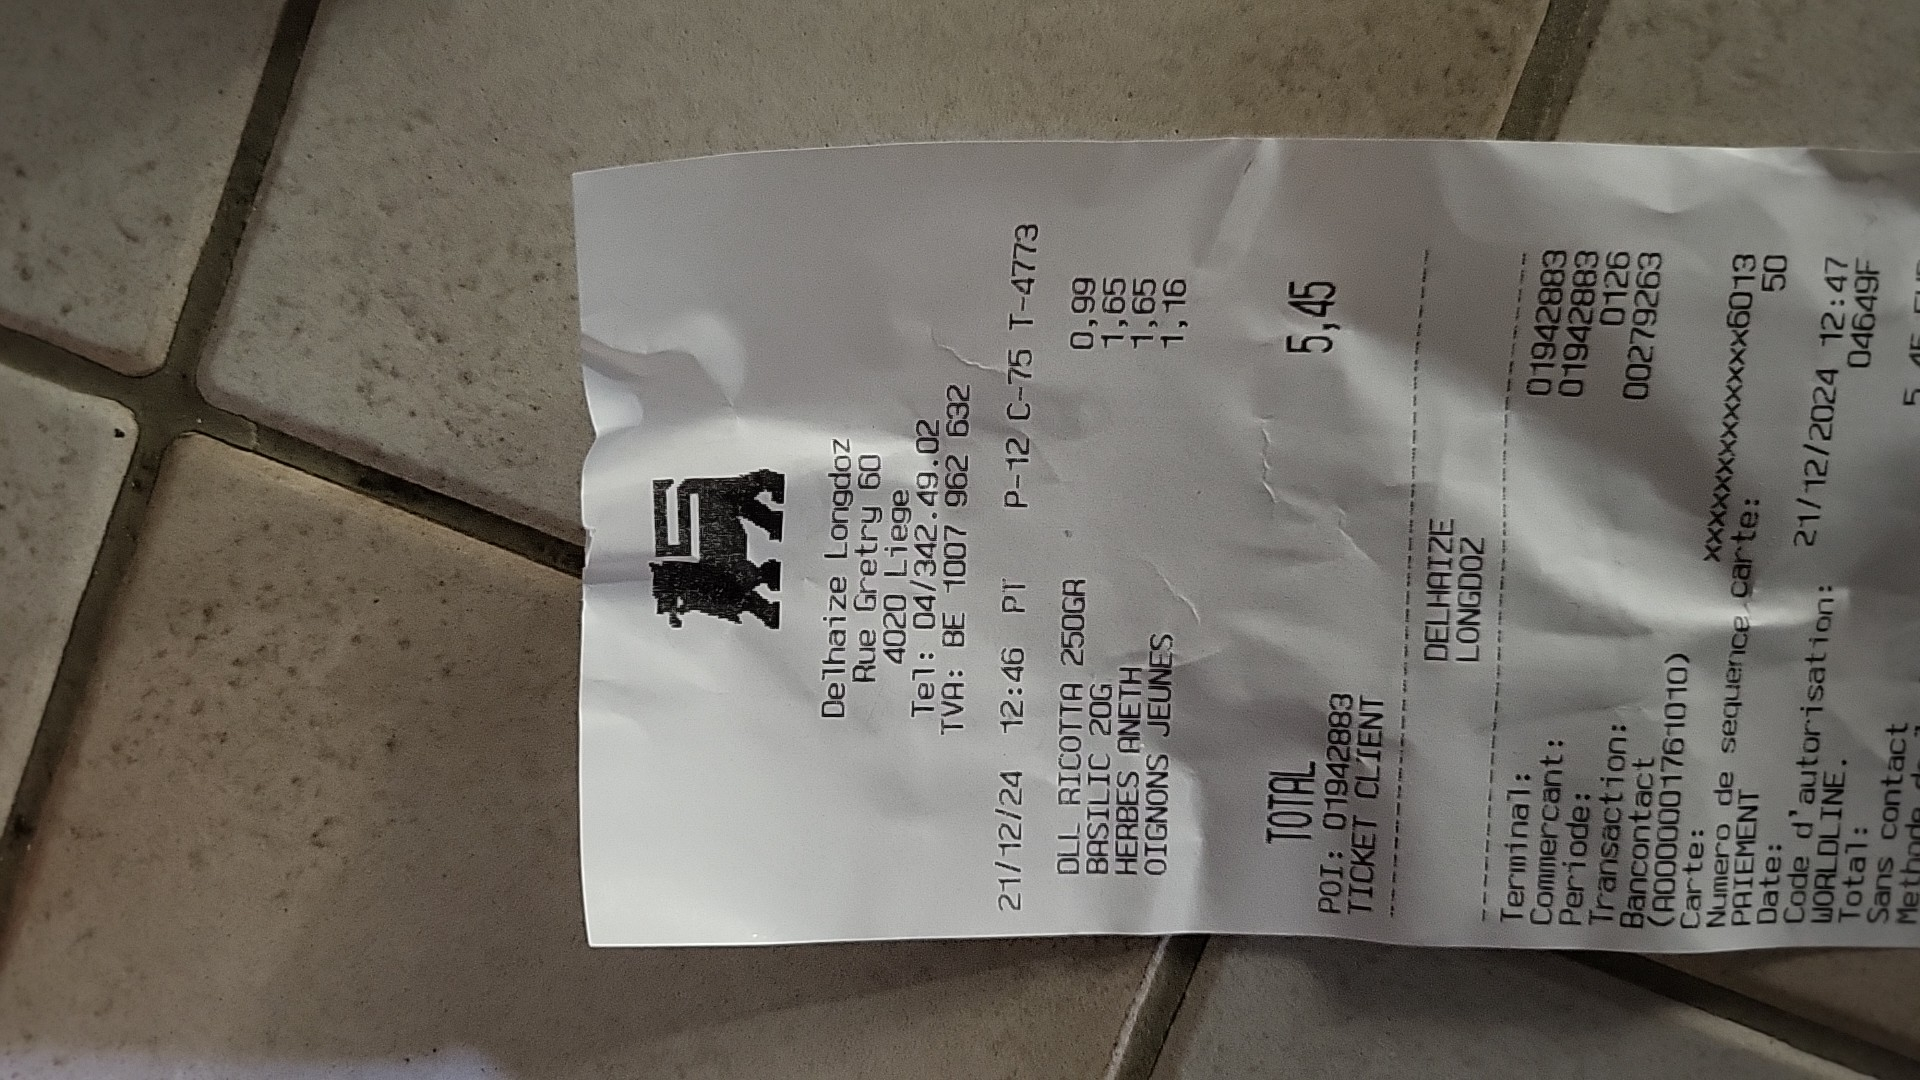 Delhaize Longdoz
Rue Gretry 60
4020 Liege
Tel: 04/342.49.02
TVA: BE 1007 962 632
21/12/24 12:46 PT P-12 C-75 T-4773
DLL RICOTTA 250GR 0,99
BASILIC 20G 1,65
HERBES ANETH 1,65
OIGNONS JEUNES 1,16
TOTAL 5,45
POI: 01942883
TICKET CLIENT
DELHAIZE
LONGDOZ
Terminal: 01942883
Commercant: 01942883
Periode: 0126
Transaction: 00279263
Bancontact
(A0000001761010)
Carte: xxxxxxxxxxxxxxx6013
Numero de sequence carte: 50
PAIEMENT
Date: 21/12/2024 12:47
Code d'autorisation: 04649F
WORLDLINE.
Total: 5,45
Sans contact
Methode